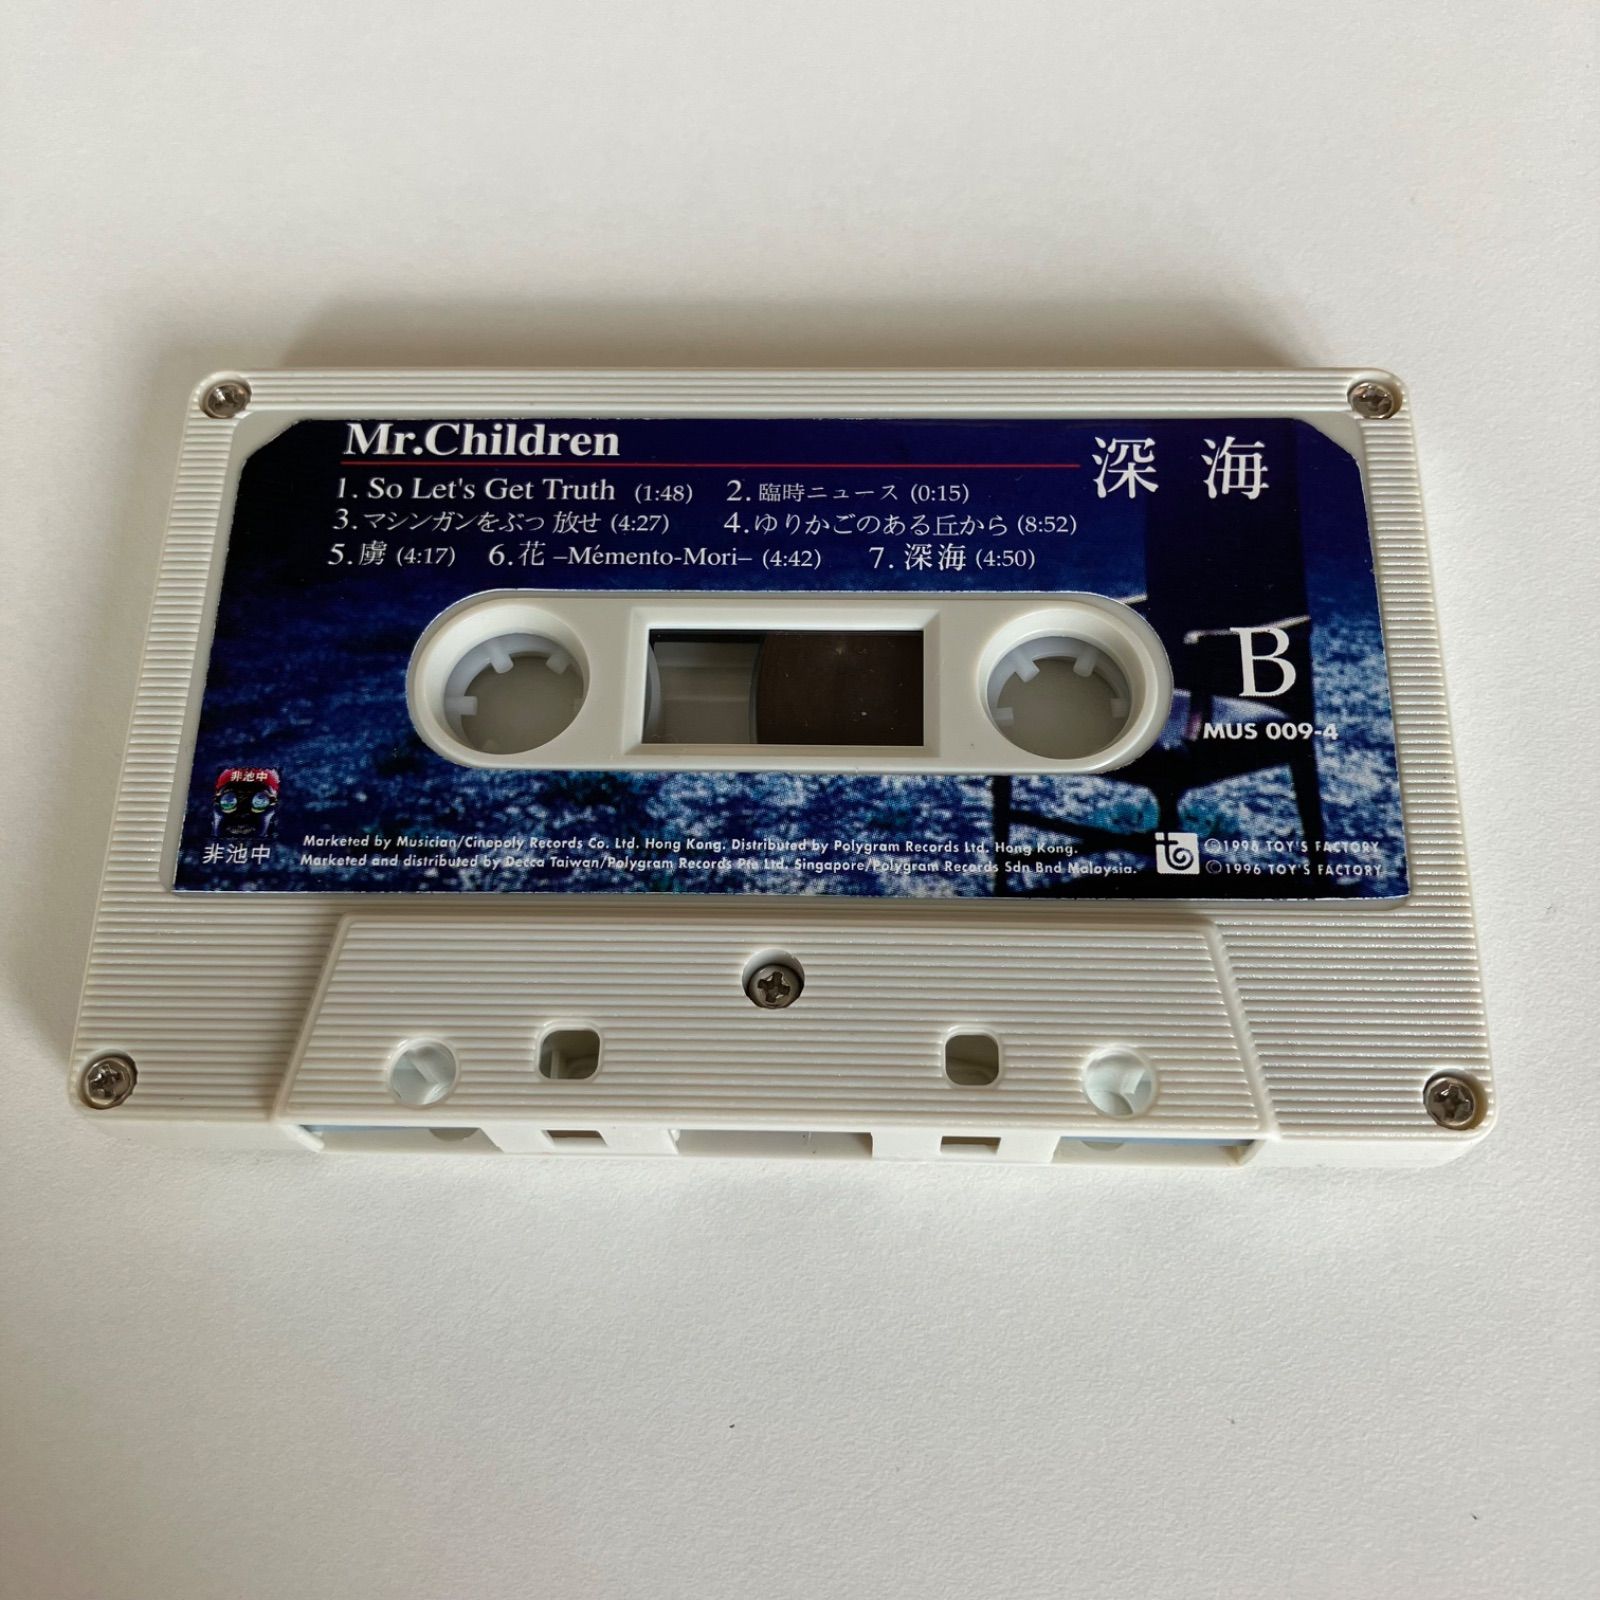 Mr.Children
深 海
1. So Let's Get Truth (1:48) 2. 臨時ニュース (0:15)
3. マシンガンをぶっ 放せ (4:27) 4. ゆりかごのある丘から (8:52)
5. 虜 (4:17) 6. 花 –Mémento-Mori– (4:42) 7. 深海 (4:50)
B
MUS 009-4
非池中
非池中
Marketed by Musician/Cinepoly Records Co. Ltd. Hong Kong. Distributed by Polygram Records Ltd. Hong Kong.
Marketed and distributed by Decca Taiwan/Polygram Records Pte Ltd. Singapore/Polygram Records Sdn Bnd Malaysia.
Ⓒ1996 TOY'S FACTORY
Ⓒ1996 TOY'S FACTORY